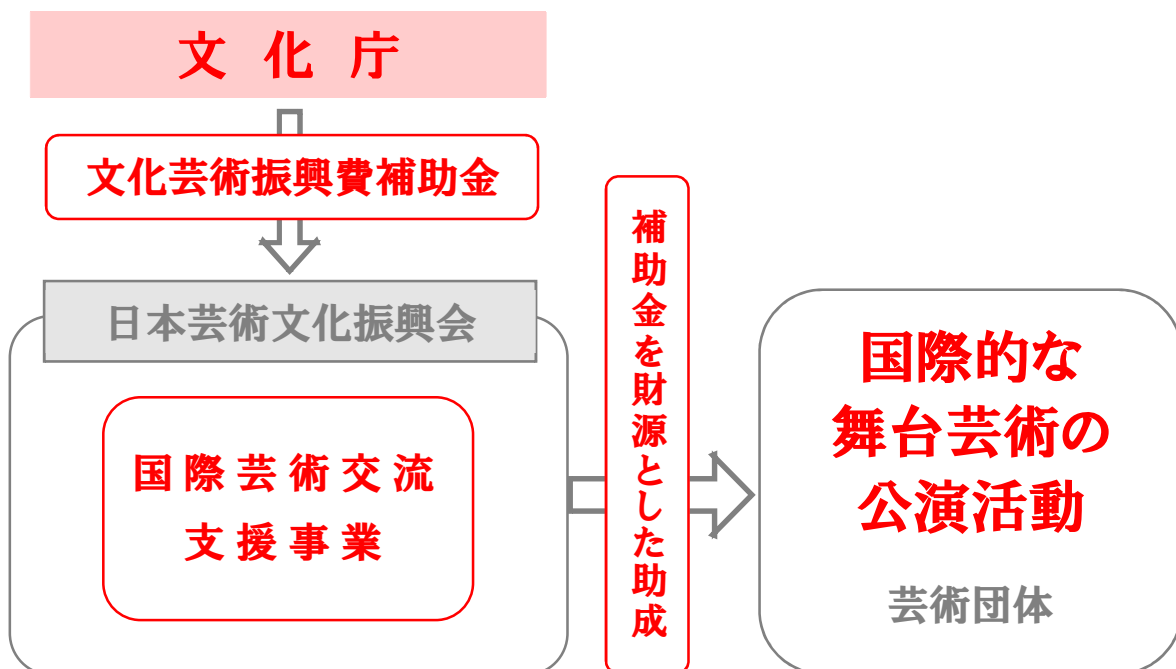 文化庁
文化芸術振興費補助金
日本芸術文化振興会
国際芸術交流
支援事業
補助金を財源とした助成
国際的な
舞台芸術の
公演活動
芸術団体